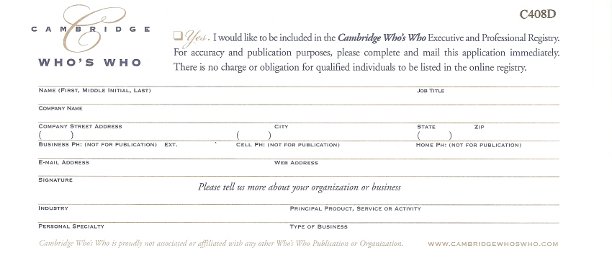 C408D
CAMBRIDGE
WHO'S WHO
Yes. I would like to be included in the Cambridge Who's Who Executive and Professional Registry.
For accuracy and publication purposes, please complete and mail this application immediately.
There is no charge or obligation for qualified individuals to be listed in the online registry.
NAME (FIRST, MIDDLE INITIAL, LAST) JOB TITLE
COMPANY NAME
COMPANY STREET ADDRESS CITY STATE ZIP
( ) ( ) ( )
BUSINESS PH: (NOT FOR PUBLICATION) EXT. CELL PH: (NOT FOR PUBLICATION) HOME PH: (NOT FOR PUBLICATION)
E-MAIL ADDRESS WEB ADDRESS
SIGNATURE
Please tell us more about your organization or business
INDUSTRY PRINCIPAL PRODUCT, SERVICE OR ACTIVITY
PERSONAL SPECIALTY TYPE OF BUSINESS
Cambridge Who's Who is proudly not associated or affiliated with any other Who's Who Publication or Organization. WWW.CAMBRIDGEWHOSWHO.COM